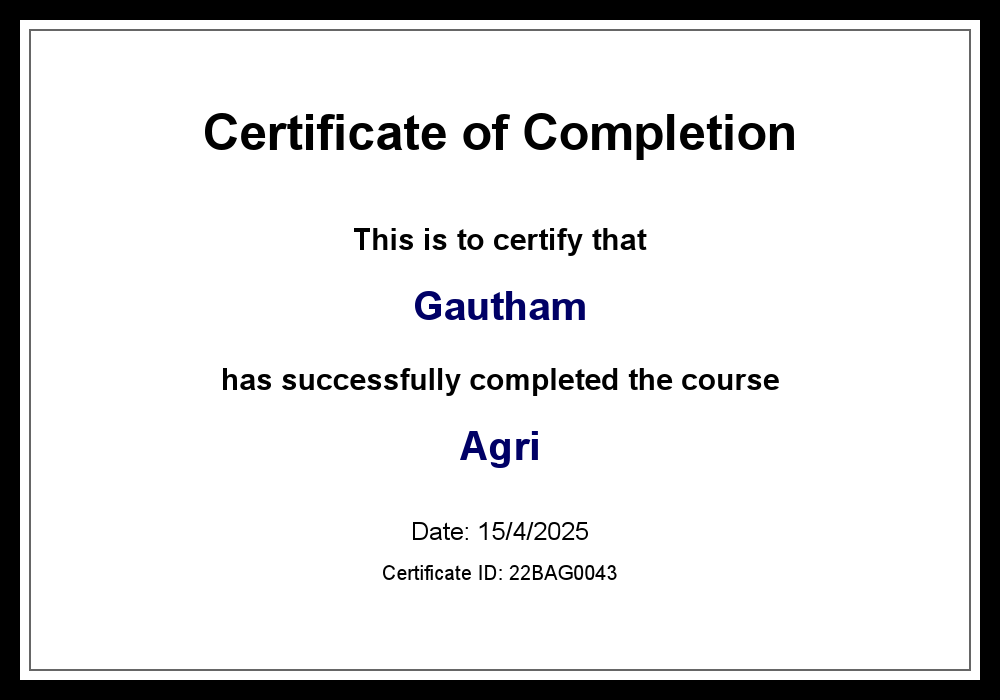 Certificate of Completion
This is to certify that
Gautham
has successfully completed the course
Agri
Date: 15/4/2025
Certificate ID: 22BAG0043